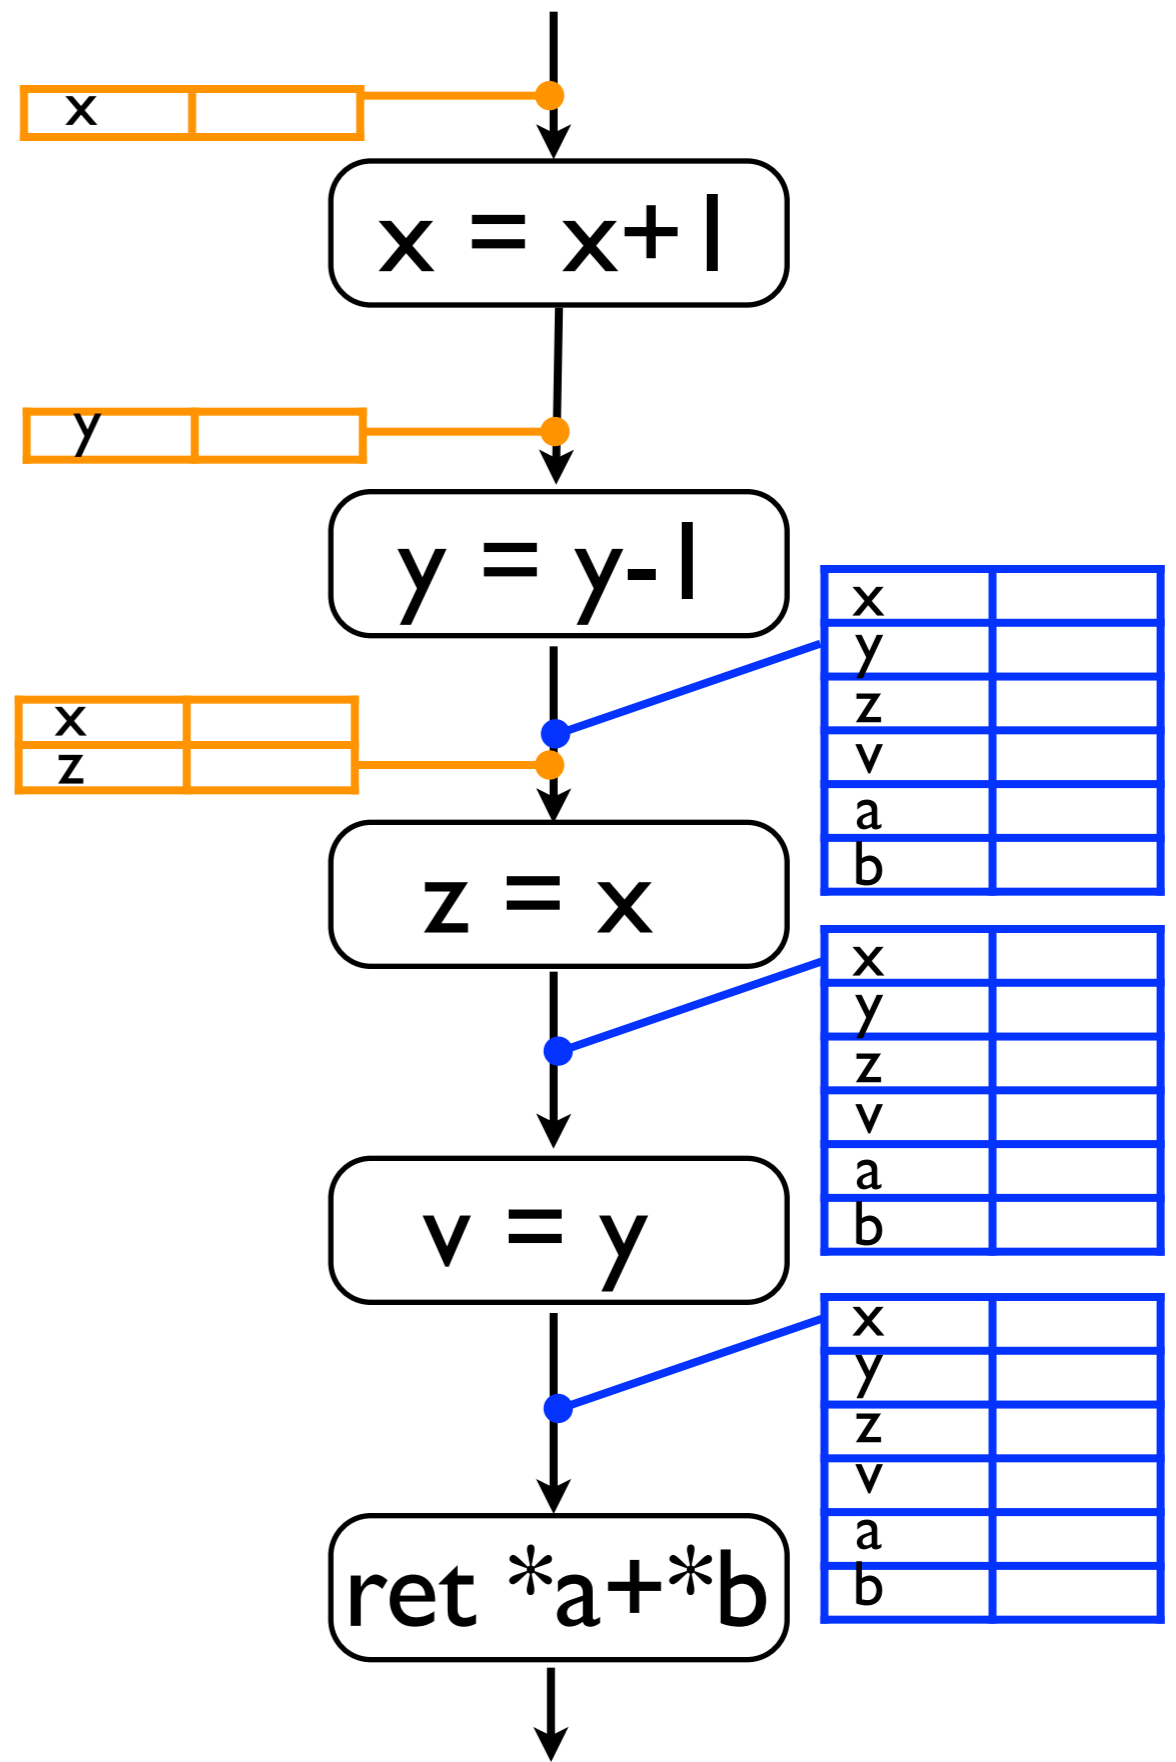 x
x = x+1
y
y = y-1
x
y
z
v
a
b
x
z
z = x
x
y
z
v
a
b
v = y
x
y
z
v
a
b
ret *a+*b